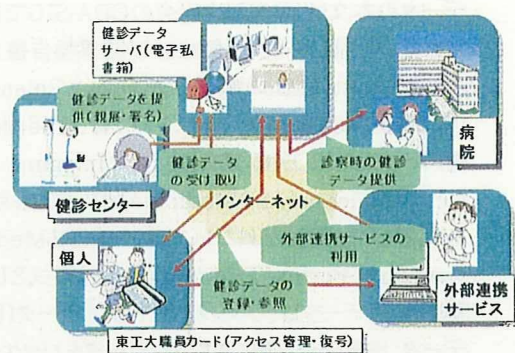 健診データ
サーバ(電子私
書箱)
健診データを提
供(親展・署名)
健診データ
の受け取り
診察時の健診
データ提供
病
院
健診センター
インターネット
個人
外部連携サービスの
利用
健診データの
登録・参照
外部連携
サービス
東工大職員カード(アクセス管理・復号)